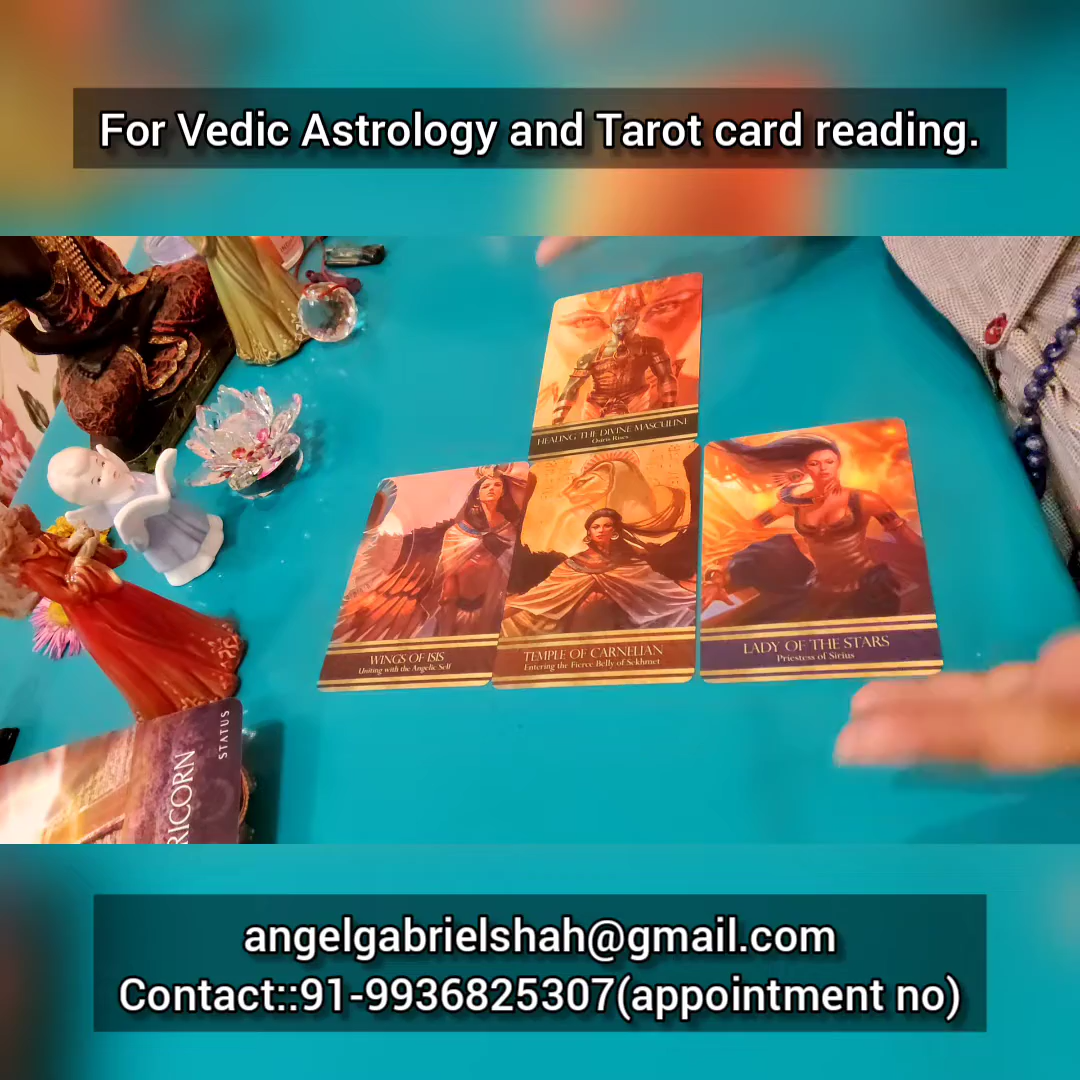 For Vedic Astrology and Tarot card reading.
HEALING THE DIVINE MASCULINE
Osiris Rises
WINGS OF ISIS
Uniting with the Angelic Self
TEMPLE OF CARNELIAN
Entering the Fierce Belly of Sekhmet
LADY OF THE STARS
Priestess of Sirius
STATUS
RICORN
angelgabrielshah@gmail.com
Contact::91-9936825307(appointment no)